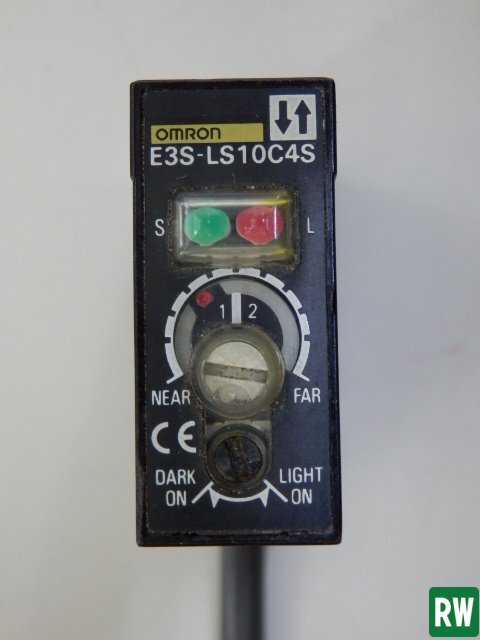 OMRON
E3S-LS10C4S
S L
1 2
NEAR FAR
CE
DARK ON LIGHT ON
RW